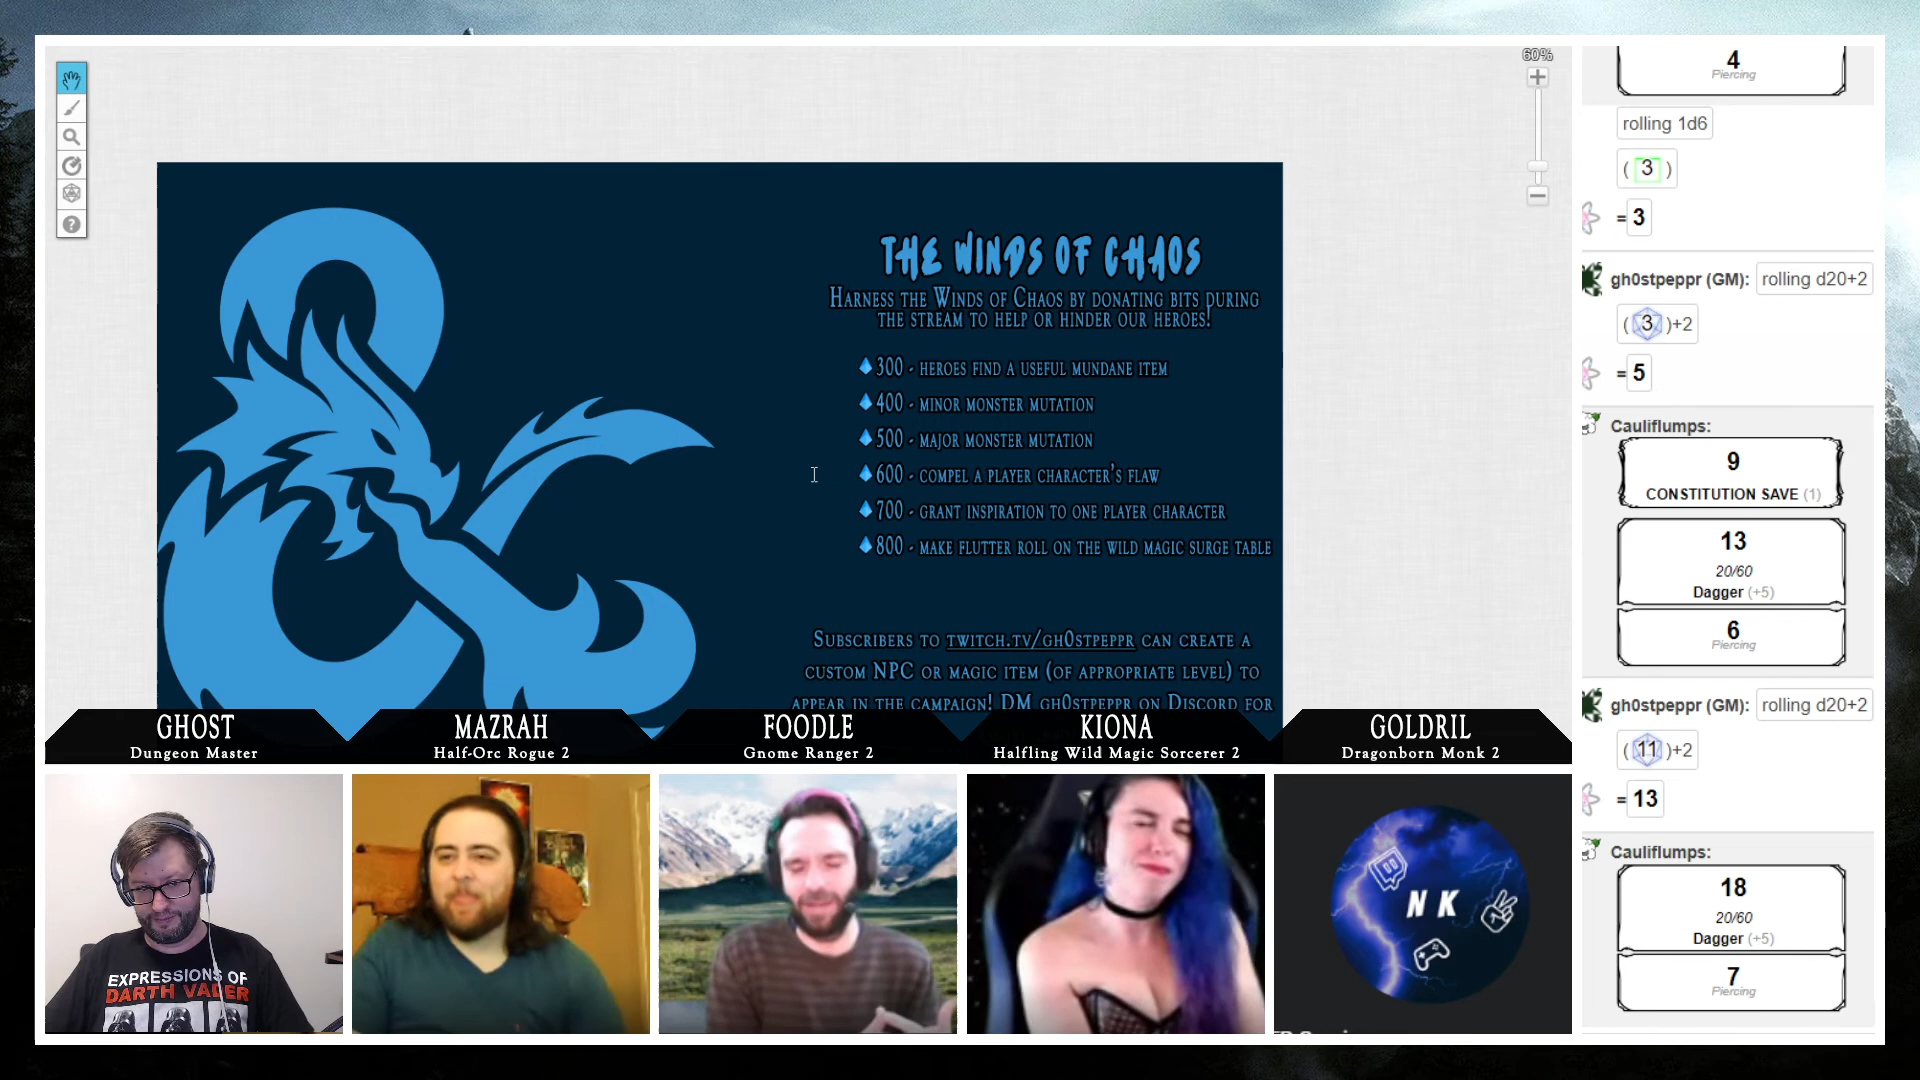 60%
THE WINDS OF CHAOS
HARNESS THE WINDS OF CHAOS BY DONATING BITS DURING
THE STREAM TO HELP OR HINDER OUR HEROES!
300 - HEROES FIND A USEFUL MUNDANE ITEM
400 - MINOR MONSTER MUTATION
500 - MAJOR MONSTER MUTATION
600 - COMPEL A PLAYER CHARACTER'S FLAW
700 - GRANT INSPIRATION TO ONE PLAYER CHARACTER
800 - MAKE FLUTTER ROLL ON THE WILD MAGIC SURGE TABLE
SUBSCRIBERS TO TWITCH.TV/GH0STPEPPR CAN CREATE A
CUSTOM NPC OR MAGIC ITEM (OF APPROPRIATE LEVEL) TO
APPEAR IN THE CAMPAIGN! DM GH0STPEPPR ON DISCORD FOR
GHOST
Dungeon Master
MAZRAH
Half-Orc Rogue 2
FOODLE
Gnome Ranger 2
KIONA
Halfling Wild Magic Sorcerer 2
GOLDRIL
Dragonborn Monk 2
EXPRESSIONS OF
DARTH VADER
N K
4
Piercing
rolling 1d6
( 3 )
= 3
gh0stpeppr (GM): rolling d20+2
( 3 )+2
= 5
Cauliflumps:
9
CONSTITUTION SAVE (1)
13
20/60
Dagger (+5)
6
Piercing
gh0stpeppr (GM): rolling d20+2
( 11 )+2
= 13
Cauliflumps:
18
20/60
Dagger (+5)
7
Piercing